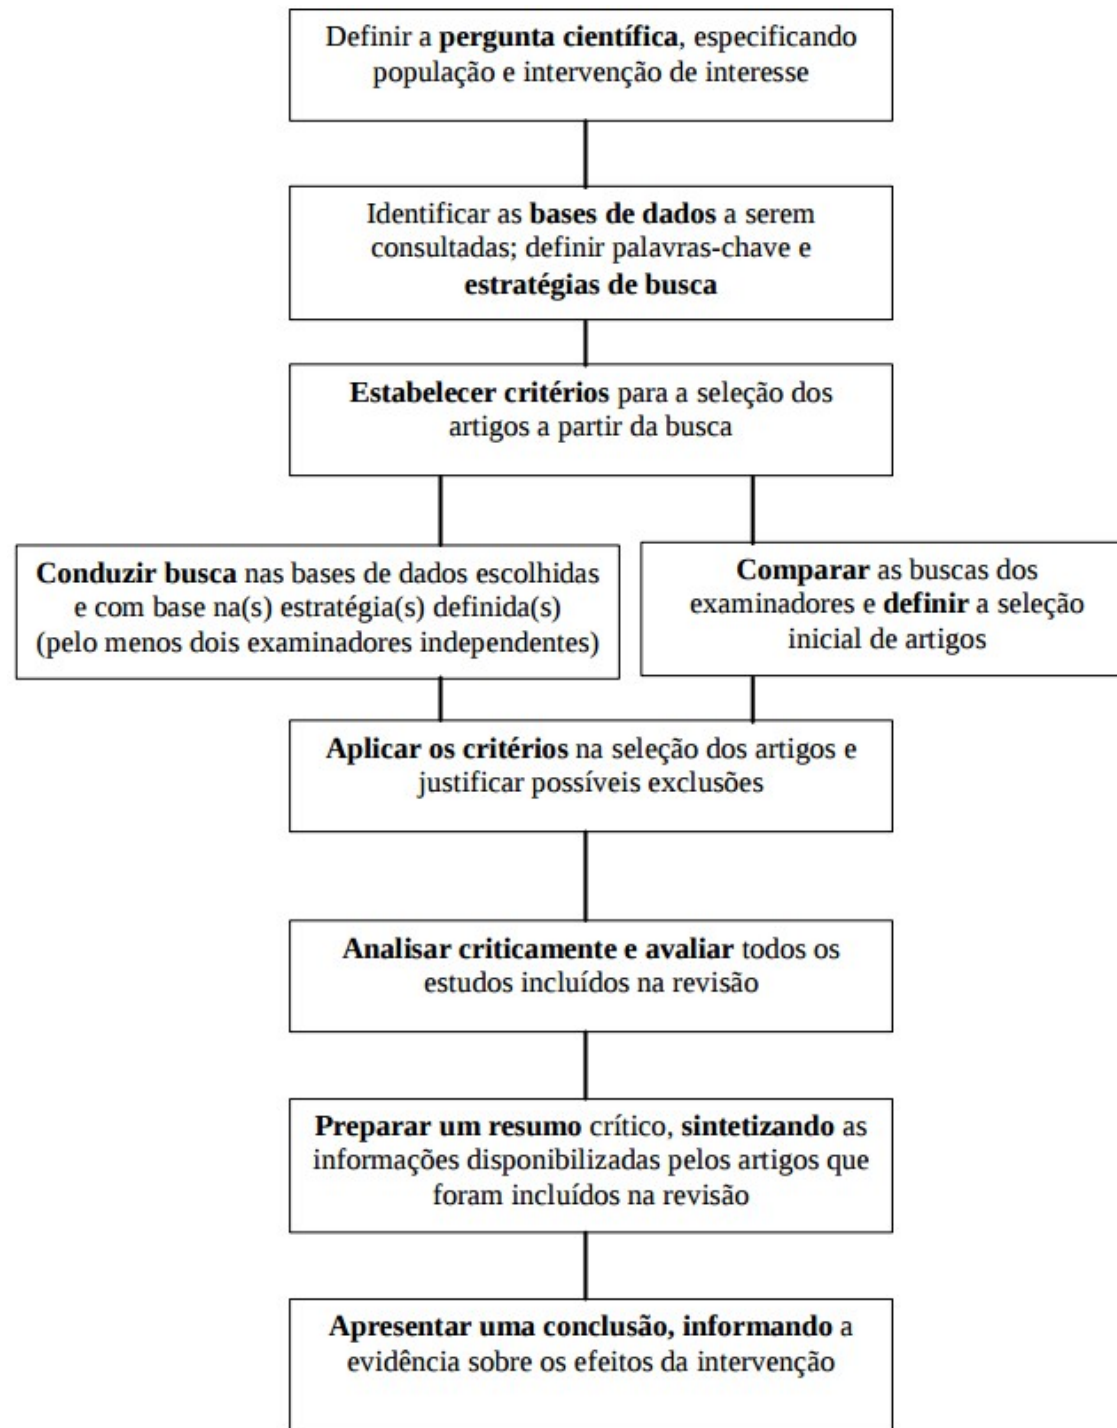 Definir a pergunta científica, especificando
população e intervenção de interesse
Identificar as bases de dados a serem
consultadas; definir palavras-chave e
estratégias de busca
Estabelecer critérios para a seleção dos
artigos a partir da busca
Conduzir busca nas bases de dados escolhidas
e com base na(s) estratégia(s) definida(s)
(pelo menos dois examinadores independentes)
Comparar as buscas dos
examinadores e definir a seleção
inicial de artigos
Aplicar os critérios na seleção dos artigos e
justificar possíveis exclusões
Analisar criticamente e avaliar todos os
estudos incluídos na revisão
Preparar um resumo crítico, sintetizando as
informações disponibilizadas pelos artigos que
foram incluídos na revisão
Apresentar uma conclusão, informando a
evidência sobre os efeitos da intervenção